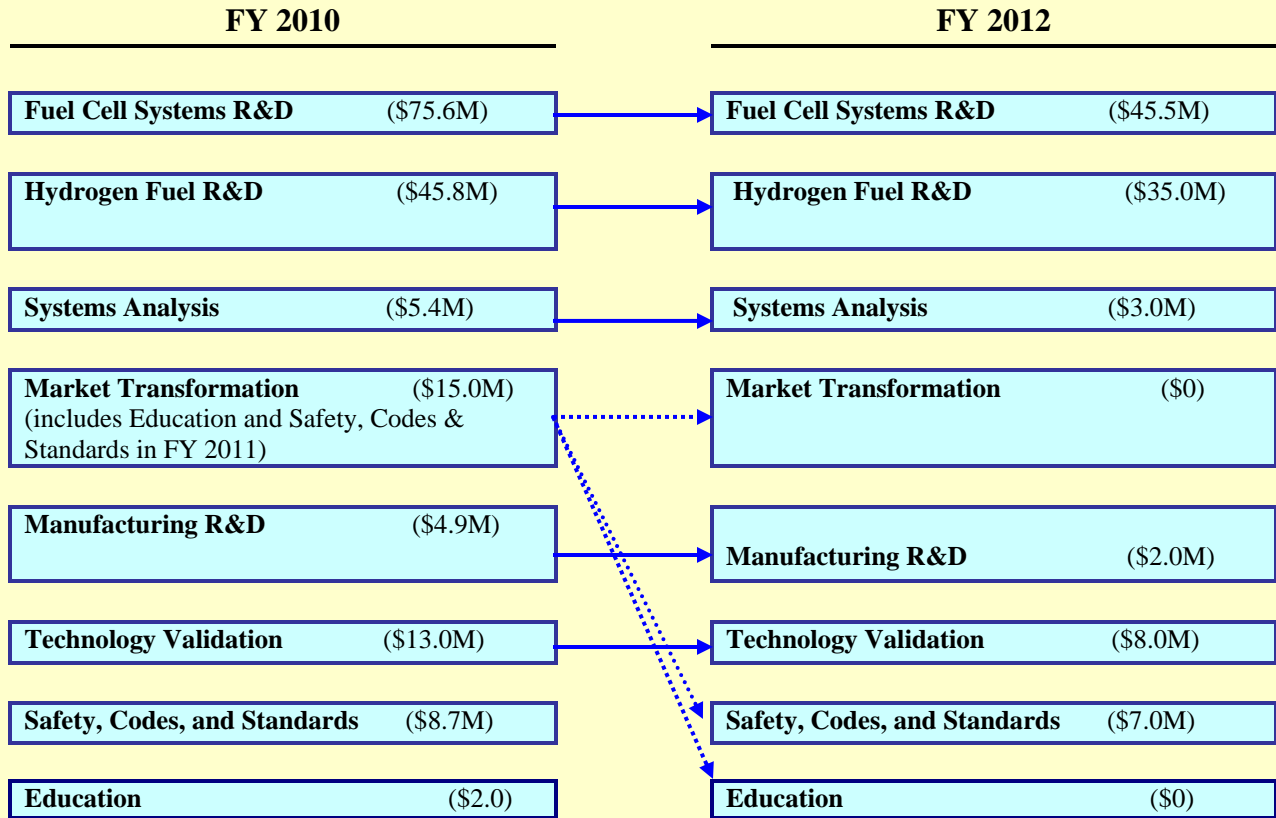 FY 2010
FY 2012
Fuel Cell Systems R&D ($75.6M)
Fuel Cell Systems R&D ($45.5M)
Hydrogen Fuel R&D ($45.8M)
Hydrogen Fuel R&D ($35.0M)
Systems Analysis ($5.4M)
Systems Analysis ($3.0M)
Market Transformation ($15.0M)
(includes Education and Safety, Codes &
Standards in FY 2011)
Market Transformation ($0)
Manufacturing R&D ($4.9M)
Manufacturing R&D ($2.0M)
Technology Validation ($13.0M)
Technology Validation ($8.0M)
Safety, Codes, and Standards ($8.7M)
Safety, Codes, and Standards ($7.0M)
Education ($2.0)
Education ($0)